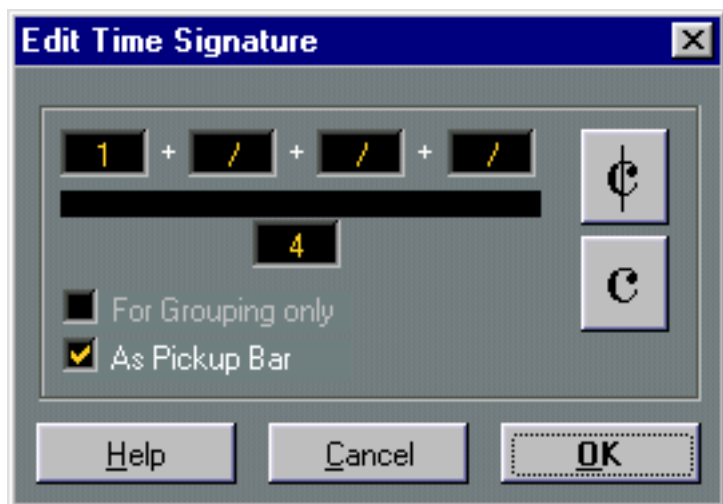 Edit Time Signature
1 + / + / + /
4
For Grouping only
As Pickup Bar
Help Cancel OK